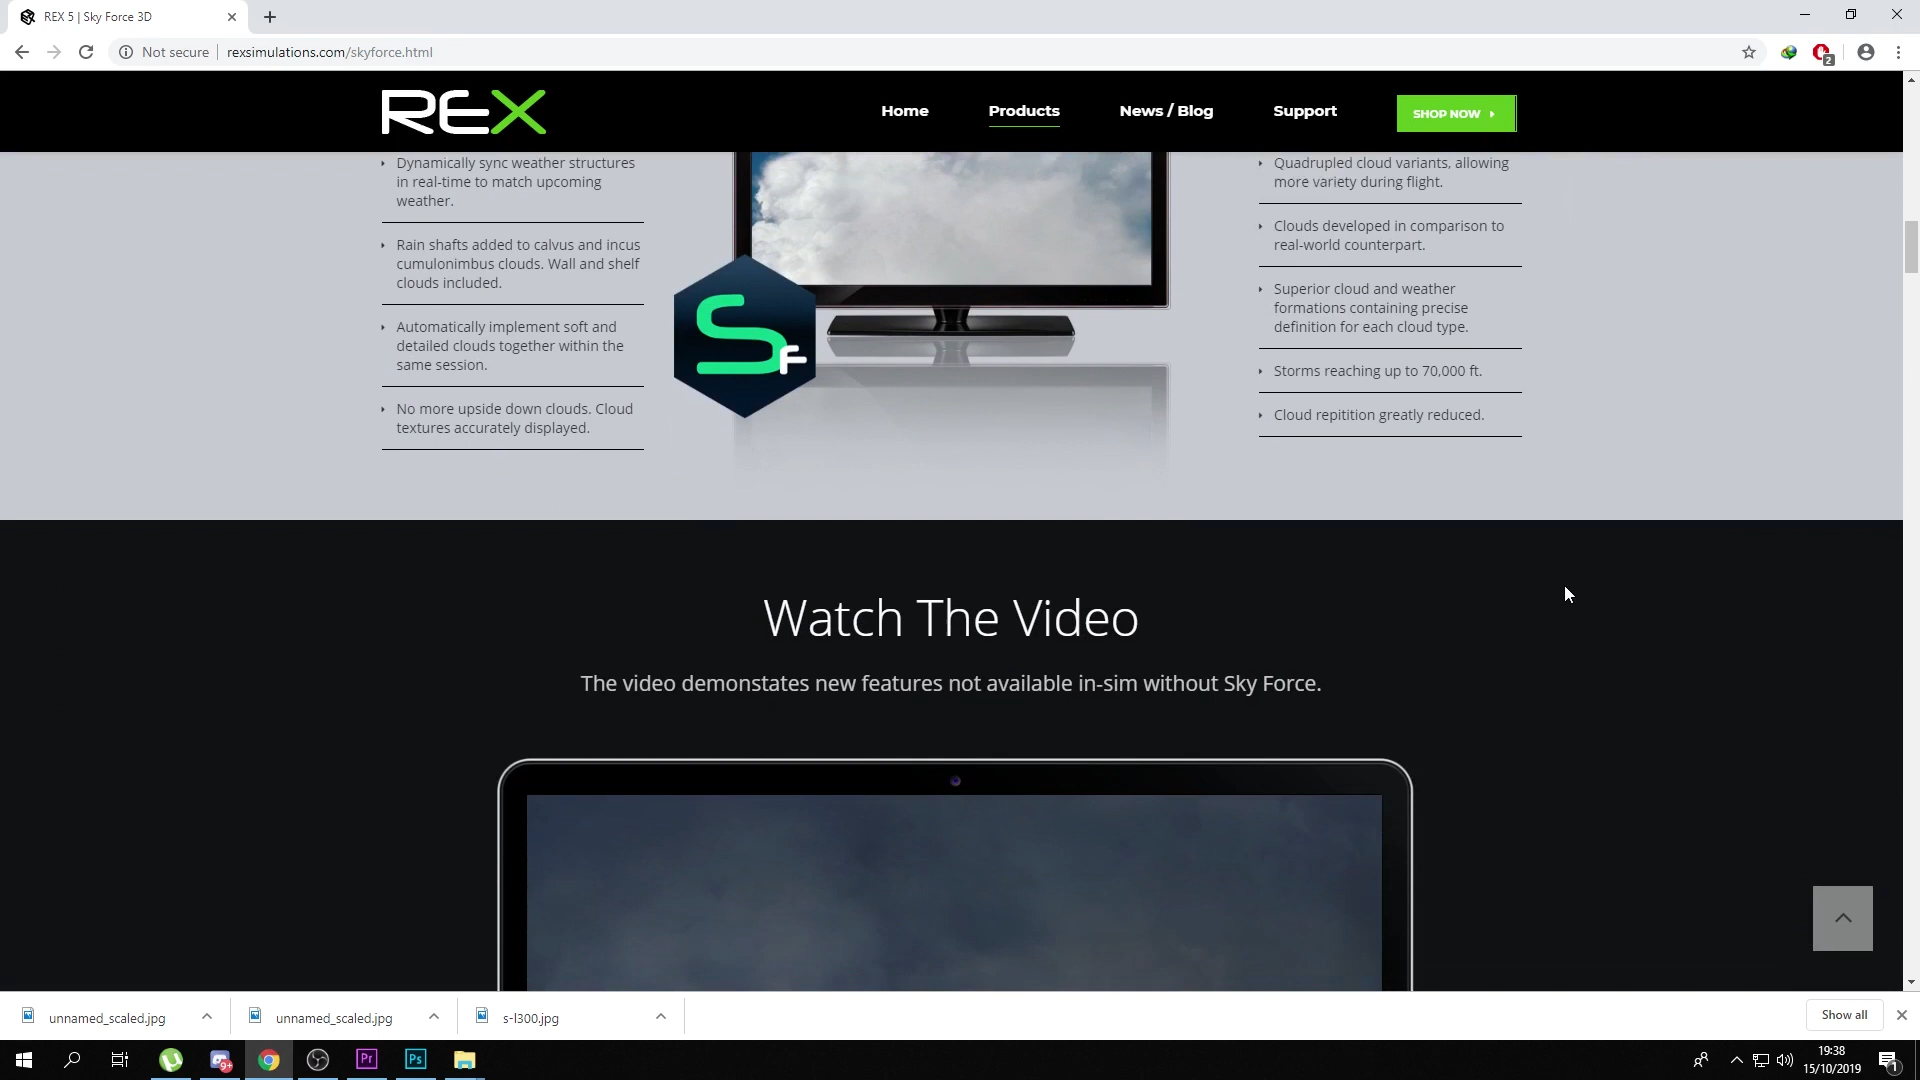 REX 5 | Sky Force 3D
Not secure
rexsimulations.com/skyforce.html
2
REX
Home
Products
News / Blog
Support
SHOP NOW
Dynamically sync weather structures
in real-time to match upcoming
weather.
Rain shafts added to calvus and incus
cumulonimbus clouds. Wall and shelf
clouds included.
Automatically implement soft and
detailed clouds together within the
same session.
No more upside down clouds. Cloud
textures accurately displayed.
SF
Quadrupled cloud variants, allowing
more variety during flight.
Clouds developed in comparison to
real-world counterpart.
Superior cloud and weather
formations containing precise
definition for each cloud type.
Storms reaching up to 70,000 ft.
Cloud repitition greatly reduced.
Watch The Video
The video demonstates new features not available in-sim without Sky Force.
unnamed_scaled.jpg
unnamed_scaled.jpg
s-l300.jpg
Show all
9+
Pr
Ps
19:38
15/10/2019
1